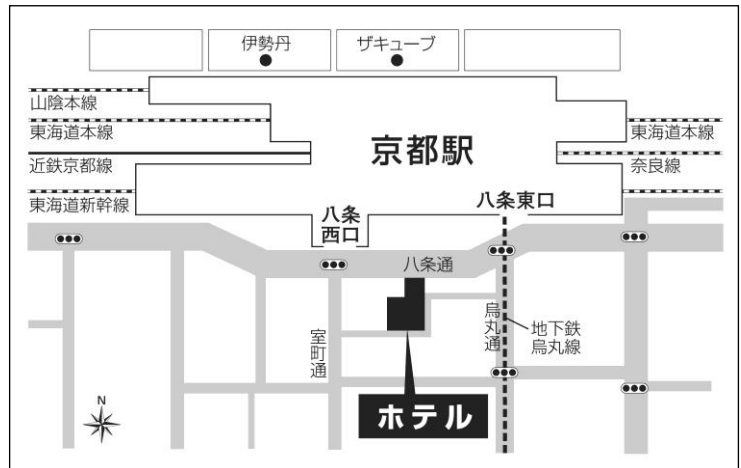 伊勢丹
ザキューブ
山陰本線
東海道本線
近鉄京都線
東海道新幹線
京都駅
東海道本線
奈良線
八条
西口
八条東口
八条通
室町通
烏丸通
地下鉄
烏丸線
ホテル
N